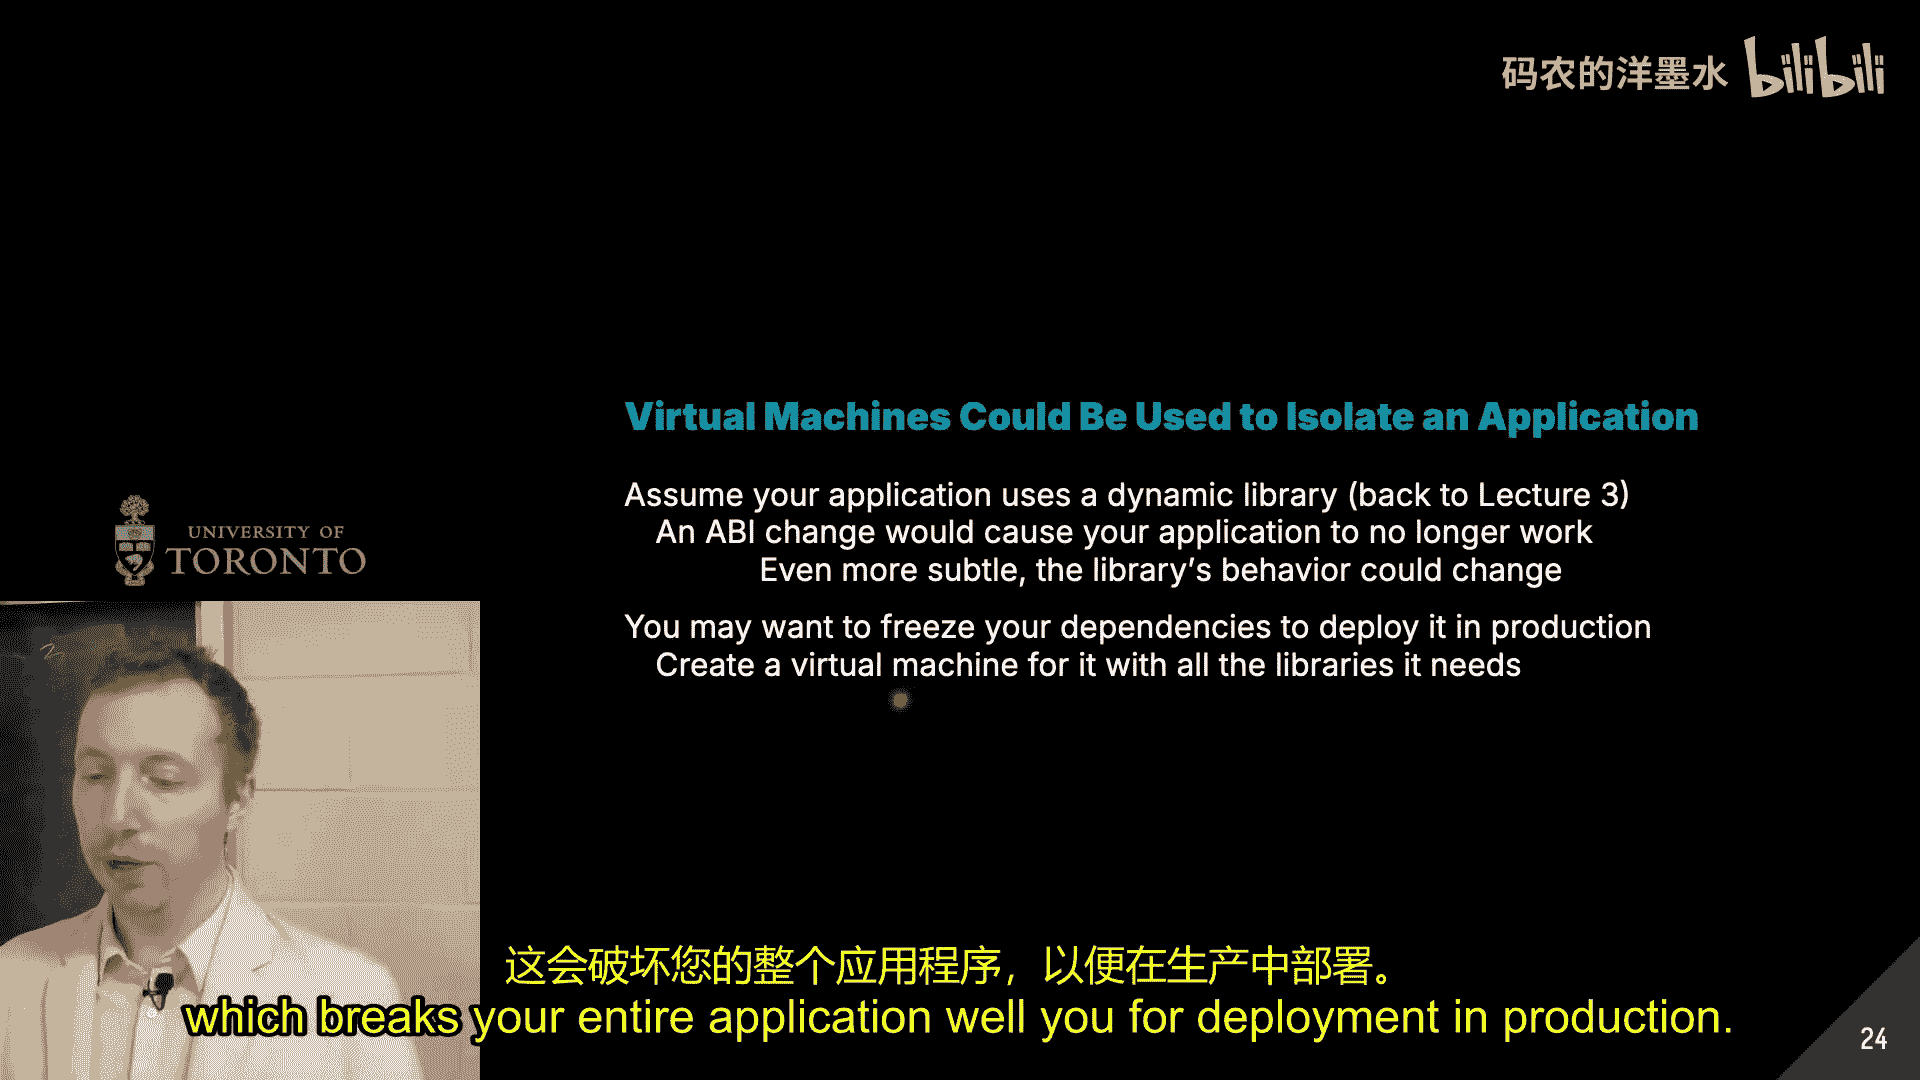 码农的洋墨水 bilibili
Virtual Machines Could Be Used to Isolate an Application
Assume your application uses a dynamic library (back to Lecture 3)
An ABI change would cause your application to no longer work
Even more subtle, the library's behavior could change
UNIVERSITY OF
TORONTO
You may want to freeze your dependencies to deploy it in production
Create a virtual machine for it with all the libraries it needs
这会破坏您的整个应用程序，以便在生产中部署。
which breaks your entire application well you for deployment in production.
24